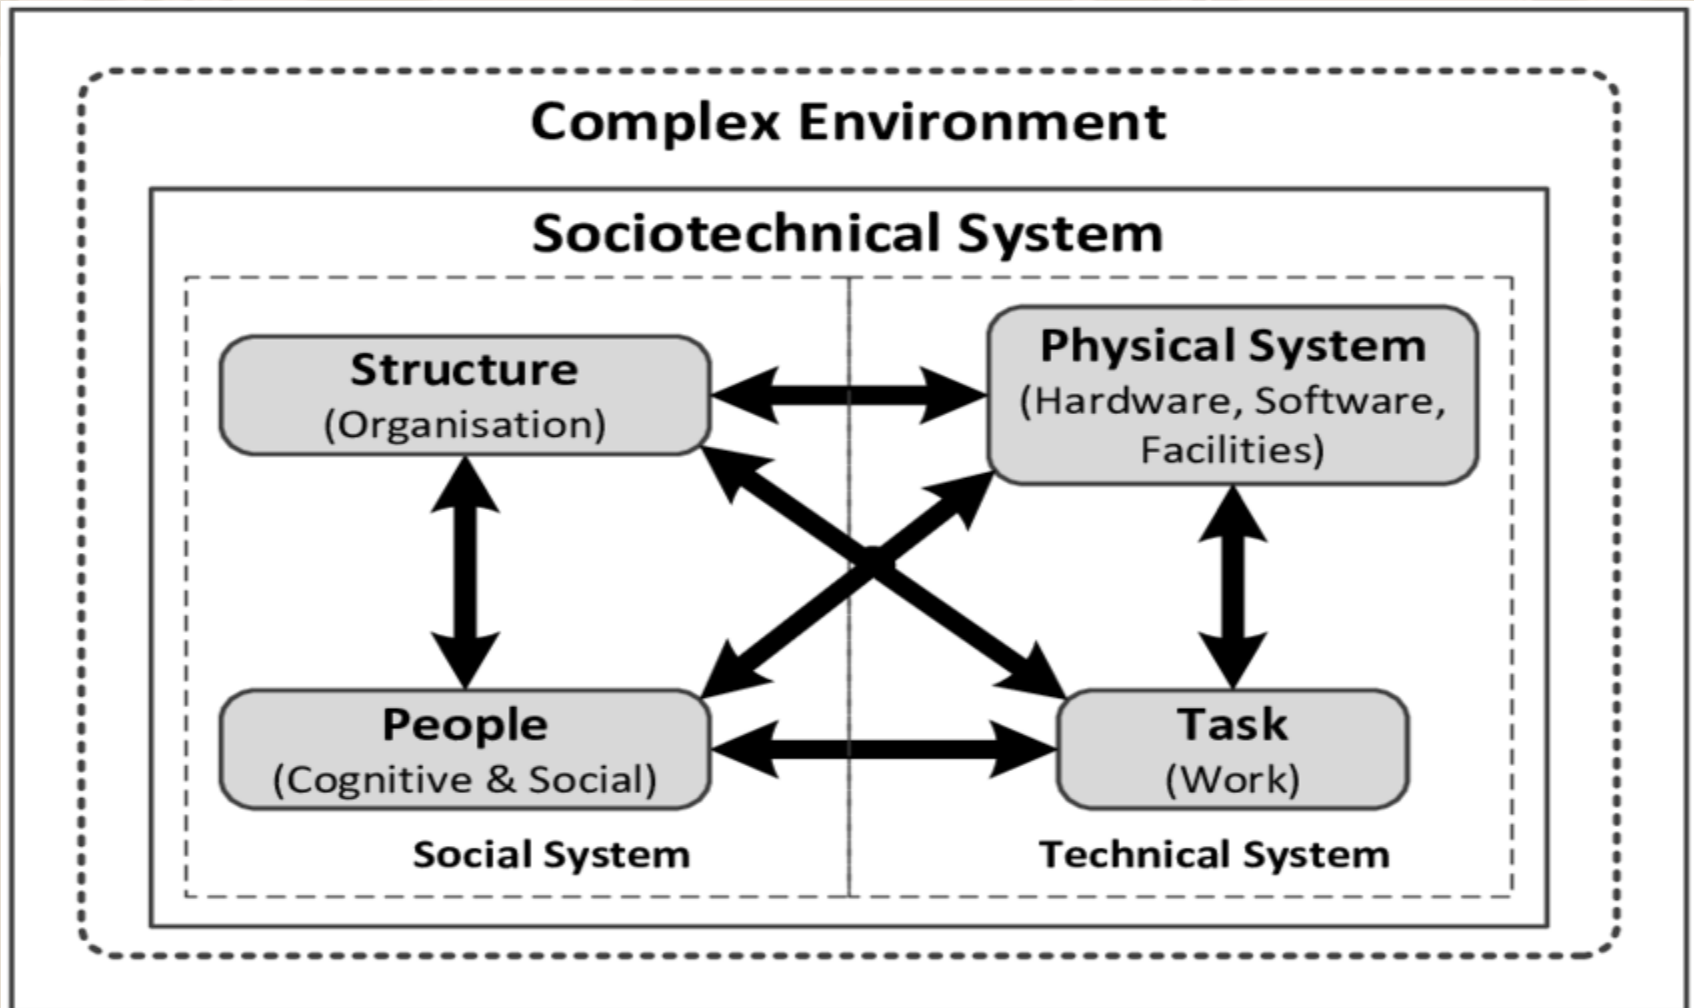 Complex Environment
Sociotechnical System
Structure
(Organisation)
Physical System
(Hardware, Software,
Facilities)
People
(Cognitive & Social)
Task
(Work)
Social System
Technical System